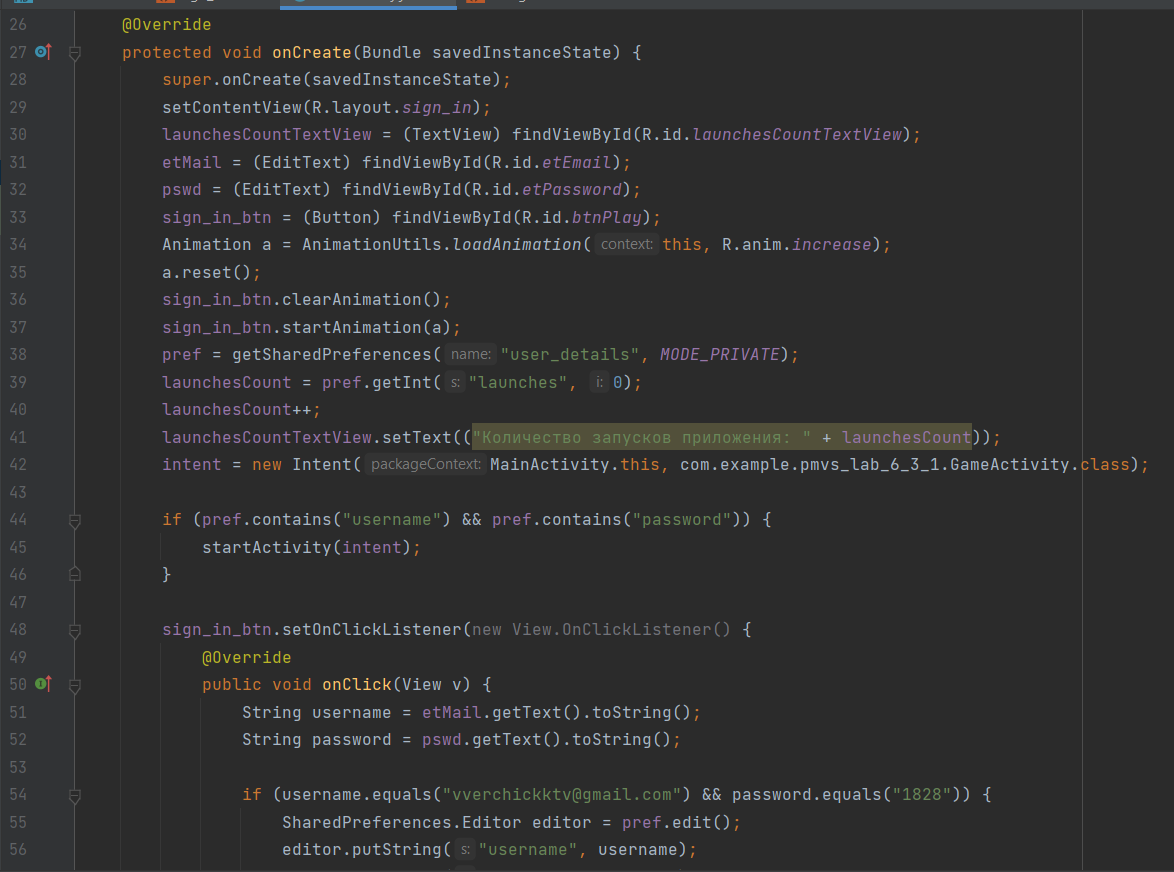 26 @Override
27 protected void onCreate(Bundle savedInstanceState) {
28 super.onCreate(savedInstanceState);
29 setContentView(R.layout.sign_in);
30 launchesCountTextView = (TextView) findViewById(R.id.launchesCountTextView);
31 etMail = (EditText) findViewById(R.id.etEmail);
32 pswd = (EditText) findViewById(R.id.etPassword);
33 sign_in_btn = (Button) findViewById(R.id.btnPlay);
34 Animation a = AnimationUtils.loadAnimation( context: this, R.anim.increase);
35 a.reset();
36 sign_in_btn.clearAnimation();
37 sign_in_btn.startAnimation(a);
38 pref = getSharedPreferences( name: "user_details", MODE_PRIVATE);
39 launchesCount = pref.getInt( s: "launches", i: 0);
40 launchesCount++;
41 launchesCountTextView.setText(("Количество запусков приложения: " + launchesCount));
42 intent = new Intent( packageContext: MainActivity.this, com.example.pmvs_lab_6_3_1.GameActivity.class);
43
44 if (pref.contains("username") && pref.contains("password")) {
45 startActivity(intent);
46 }
47
48 sign_in_btn.setOnClickListener(new View.OnClickListener() {
49 @Override
50 public void onClick(View v) {
51 String username = etMail.getText().toString();
52 String password = pswd.getText().toString();
53
54 if (username.equals("vverchickktv@gmail.com") && password.equals("1828")) {
55 SharedPreferences.Editor editor = pref.edit();
56 editor.putString( s: "username", username);